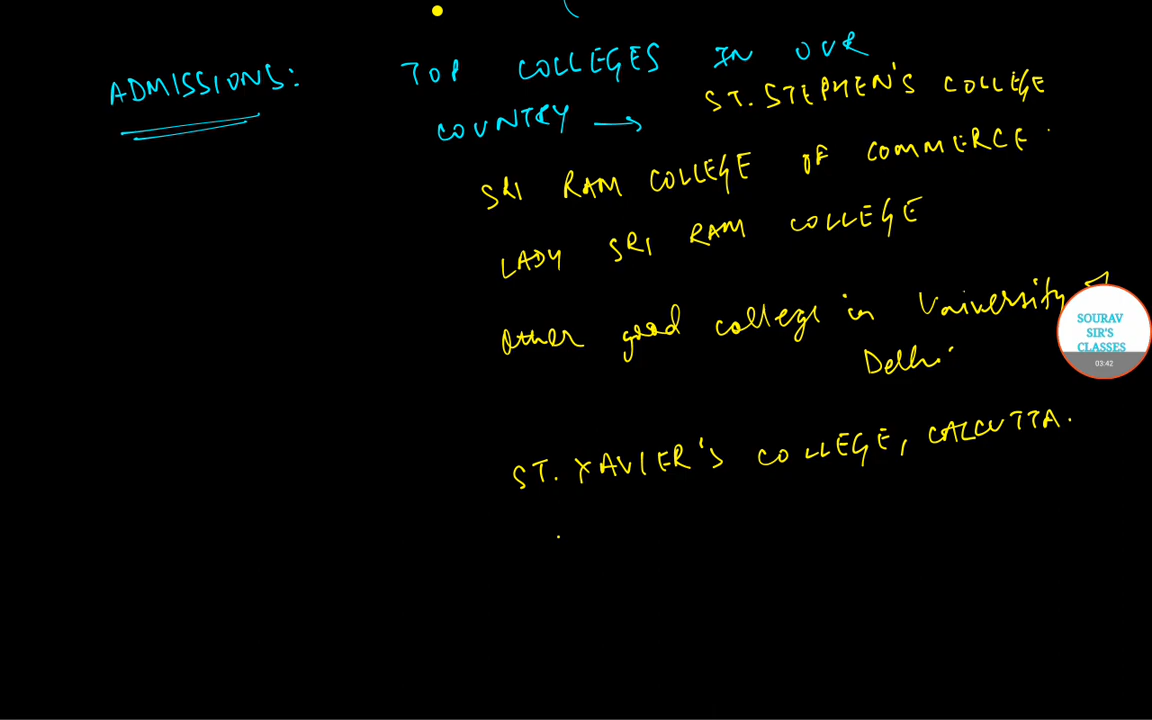 ADMISSIONS: TOP COLLEGES IN OUR
COUNTRY → ST. STEPHEN'S COLLEGE
SRI RAM COLLEGE OF COMMERCE.
LADY SRI RAM COLLEGE
Other good college in University of
Delhi.
ST. XAVIER'S COLLEGE, CALCUTTA.
SOURAV
SIR'S
CLASSES
03:42